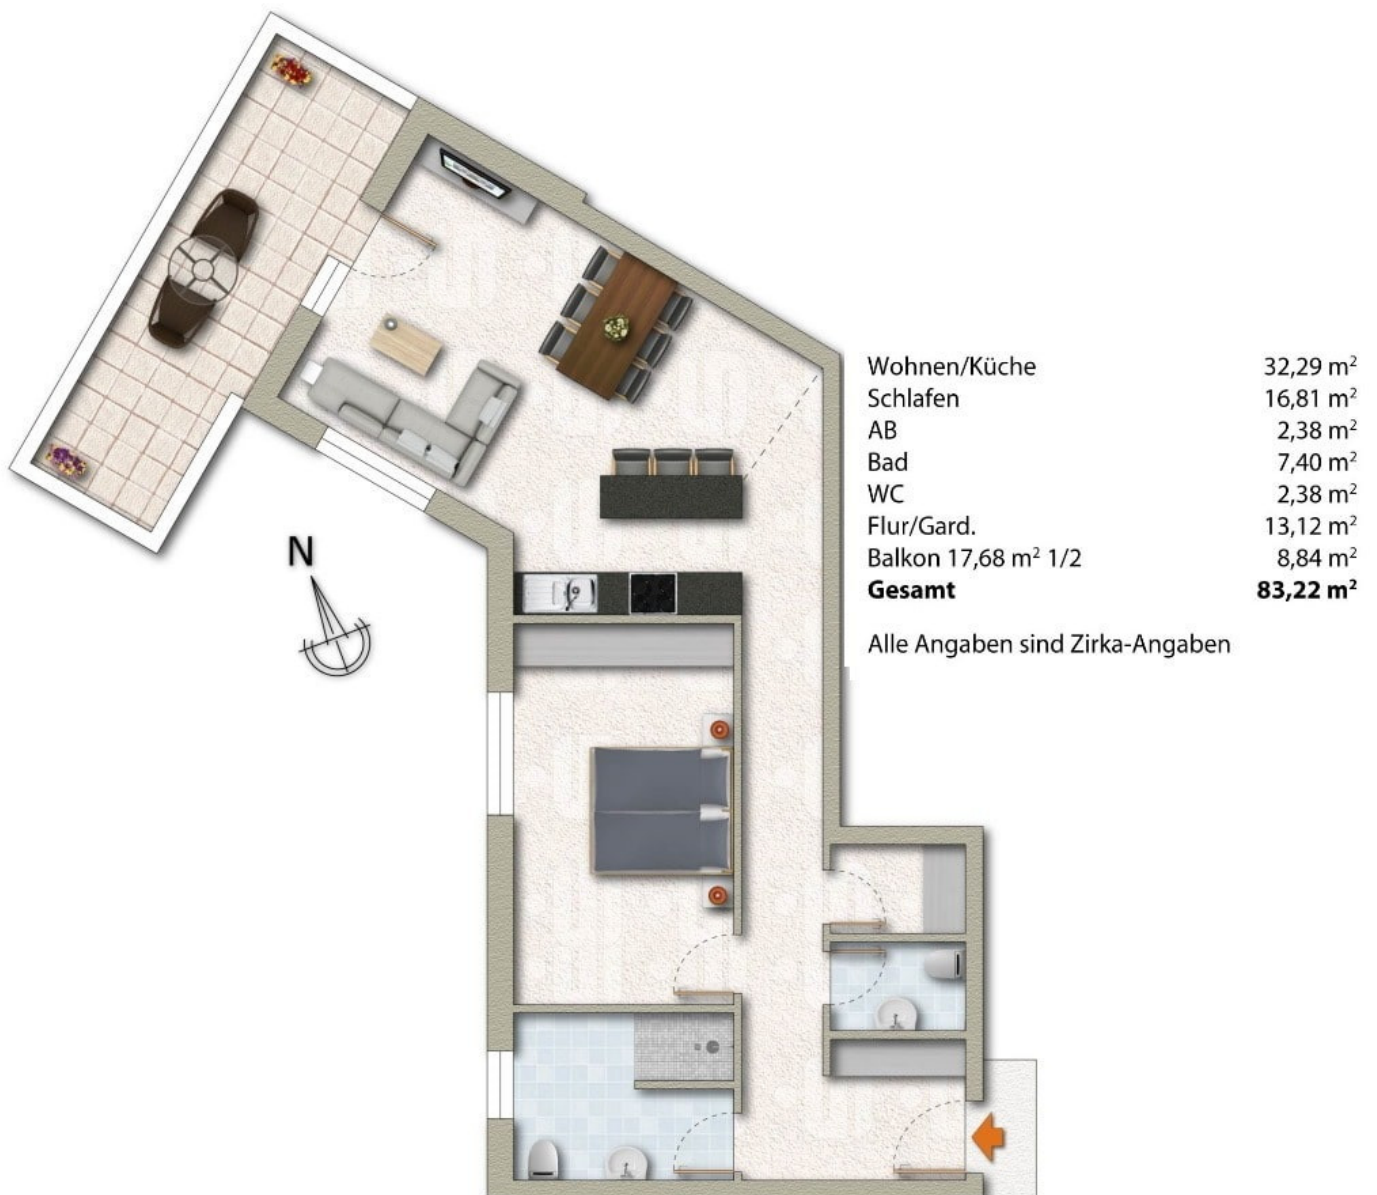 Wohnen/Küche 32,29 m²
Schlafen 16,81 m²
AB 2,38 m²
Bad 7,40 m²
WC 2,38 m²
Flur/Gard. 13,12 m²
Balkon 17,68 m² 1/2 8,84 m²
Gesamt 83,22 m²
Alle Angaben sind Zirka-Angaben
N